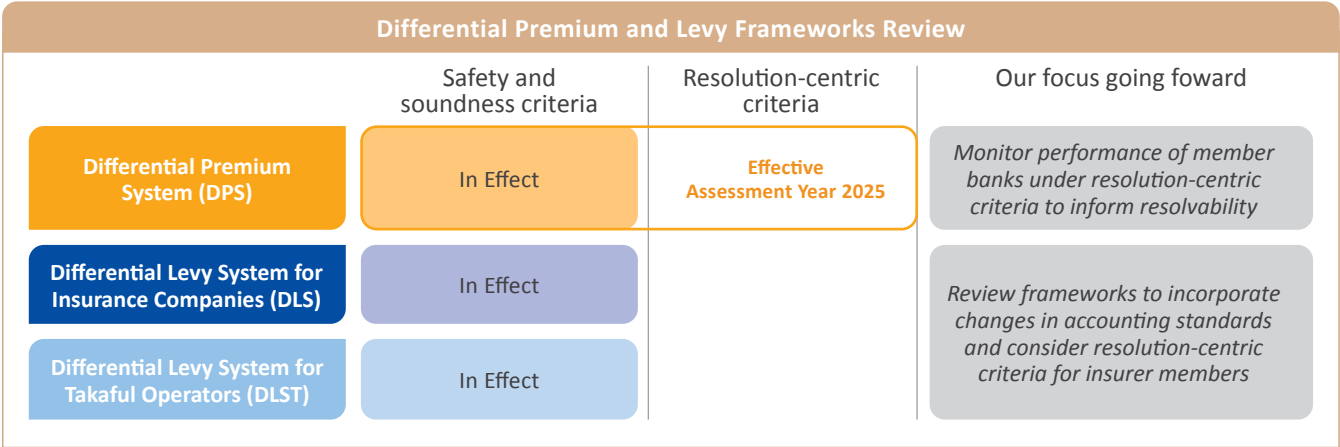 Differential Premium and Levy Frameworks Review
Safety and
soundness criteria
Resolution-centric
criteria
Our focus going foward
Differential Premium
System (DPS)
In Effect
Effective
Assessment Year 2025
Monitor performance of member
banks under resolution-centric
criteria to inform resolvability
Differential Levy System for
Insurance Companies (DLS)
In Effect
Differential Levy System for
Takaful Operators (DLST)
In Effect
Review frameworks to incorporate
changes in accounting standards
and consider resolution-centric
criteria for insurer members